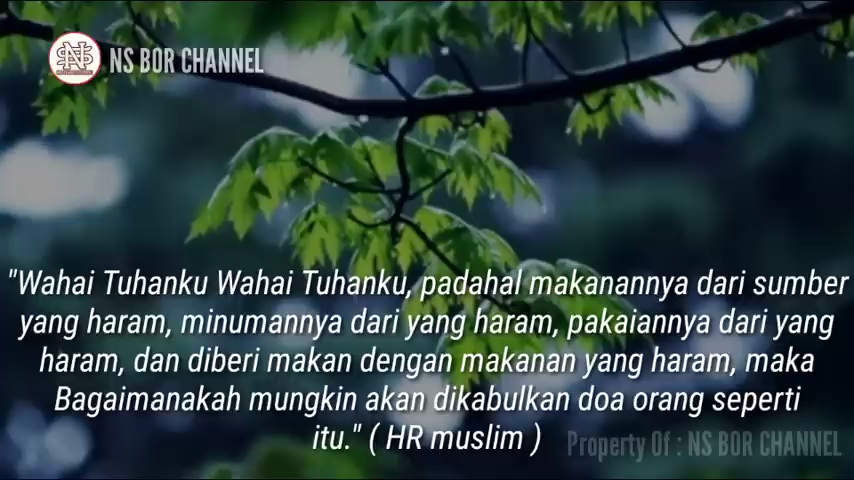 NS BOR CHANNEL
"Wahai Tuhanku Wahai Tuhanku, padahal makanannya dari sumber
yang haram, minumannya dari yang haram, pakaiannya dari yang
haram, dan diberi makan dengan makanan yang haram, maka
Bagaimanakah mungkin akan dikabulkan doa orang seperti
itu." ( HR muslim )
Property Of : NS BOR CHANNEL